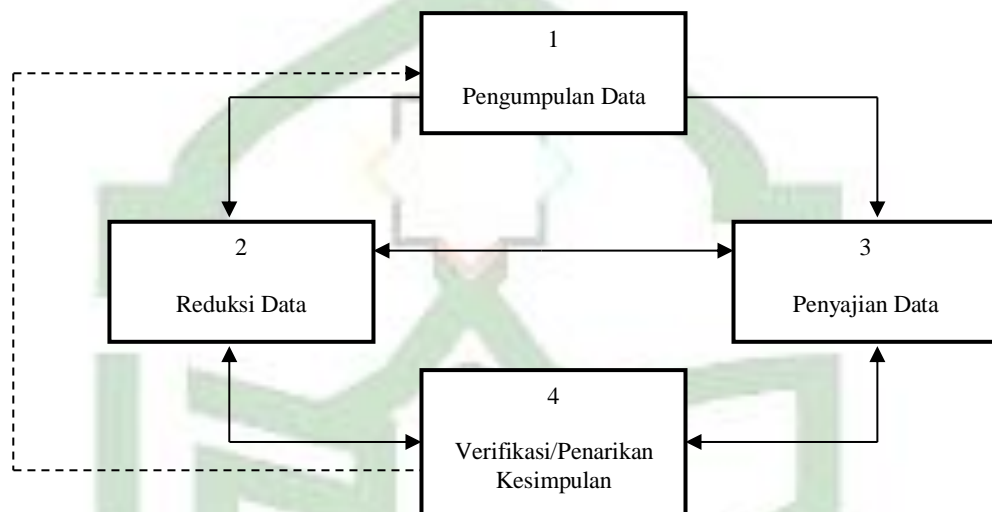 1
Pengumpulan Data
2
Reduksi Data
3
Penyajian Data
4
Verifikasi/Penarikan
Kesimpulan